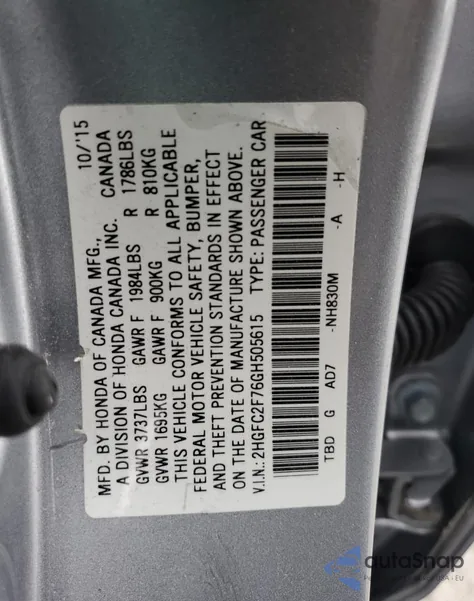 MFD. BY HONDA OF CANADA MFG., 10/'15
A DIVISION OF HONDA CANADA INC. CANADA
GVWR 3737LBS GAWR F 1984LBS R 1786LBS
GVWR 1695KG GAWR F 900KG R 810KG
THIS VEHICLE CONFORMS TO ALL APPLICABLE
FEDERAL MOTOR VEHICLE SAFETY, BUMPER,
AND THEFT PREVENTION STANDARDS IN EFFECT
ON THE DATE OF MANUFACTURE SHOWN ABOVE.
V.I.N.: 2HGFC2F76GH505615 TYPE: PASSENGER CAR
TBD G AD7 -NH830M -A -H
autoSnap
EU